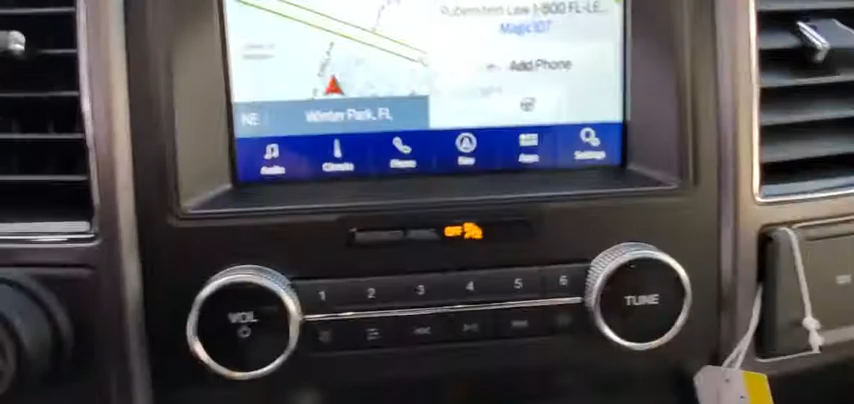 Rubenstein Law 1-800 FL-LE...
Magic107
Add Phone
NE
Winter Park, FL
Audio
Climate
Phone
Nav
Apps
Settings
OFF
1
2
3
4
5
6
VOL
TUNE